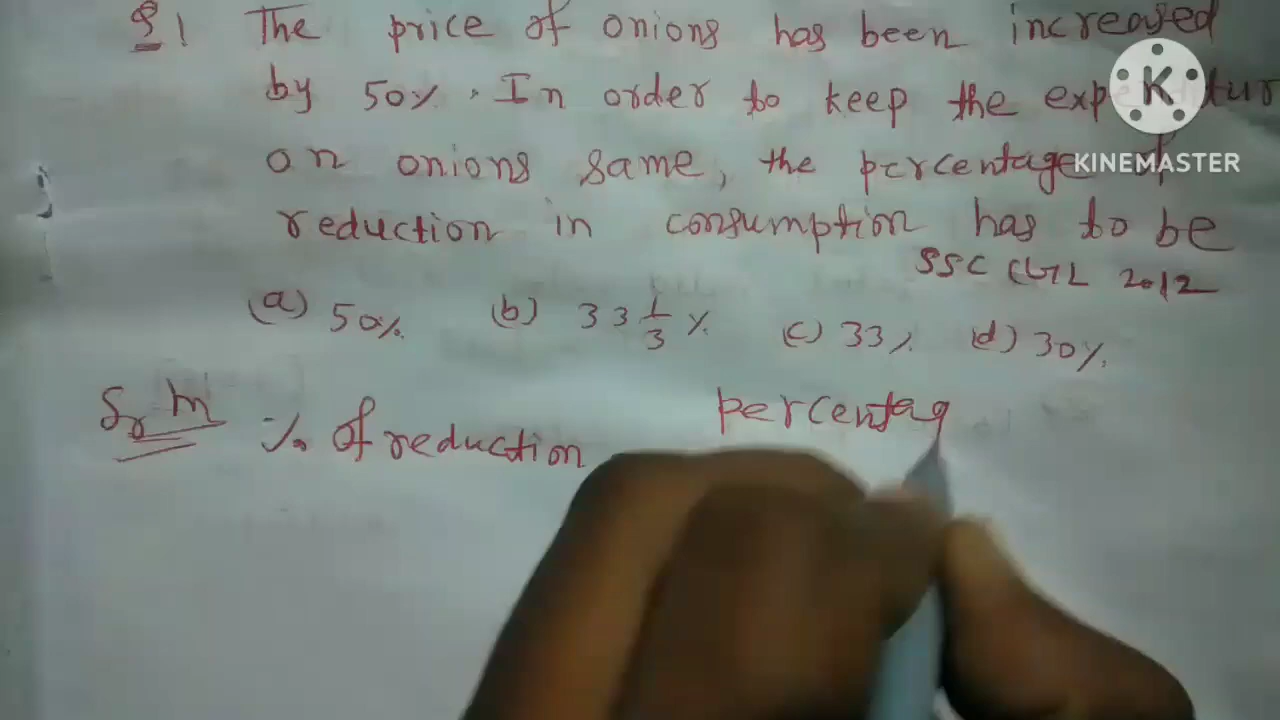 Q1 The price of onions has been increased
by 50%. In order to keep the
on onions same, the percentage of
reduction in consumption has to be
SSC CGL 2012
(a) 50% (b) 33 1/3 % (c) 33% (d) 30%
Som % of reduction percentag
K
KINEMASTER